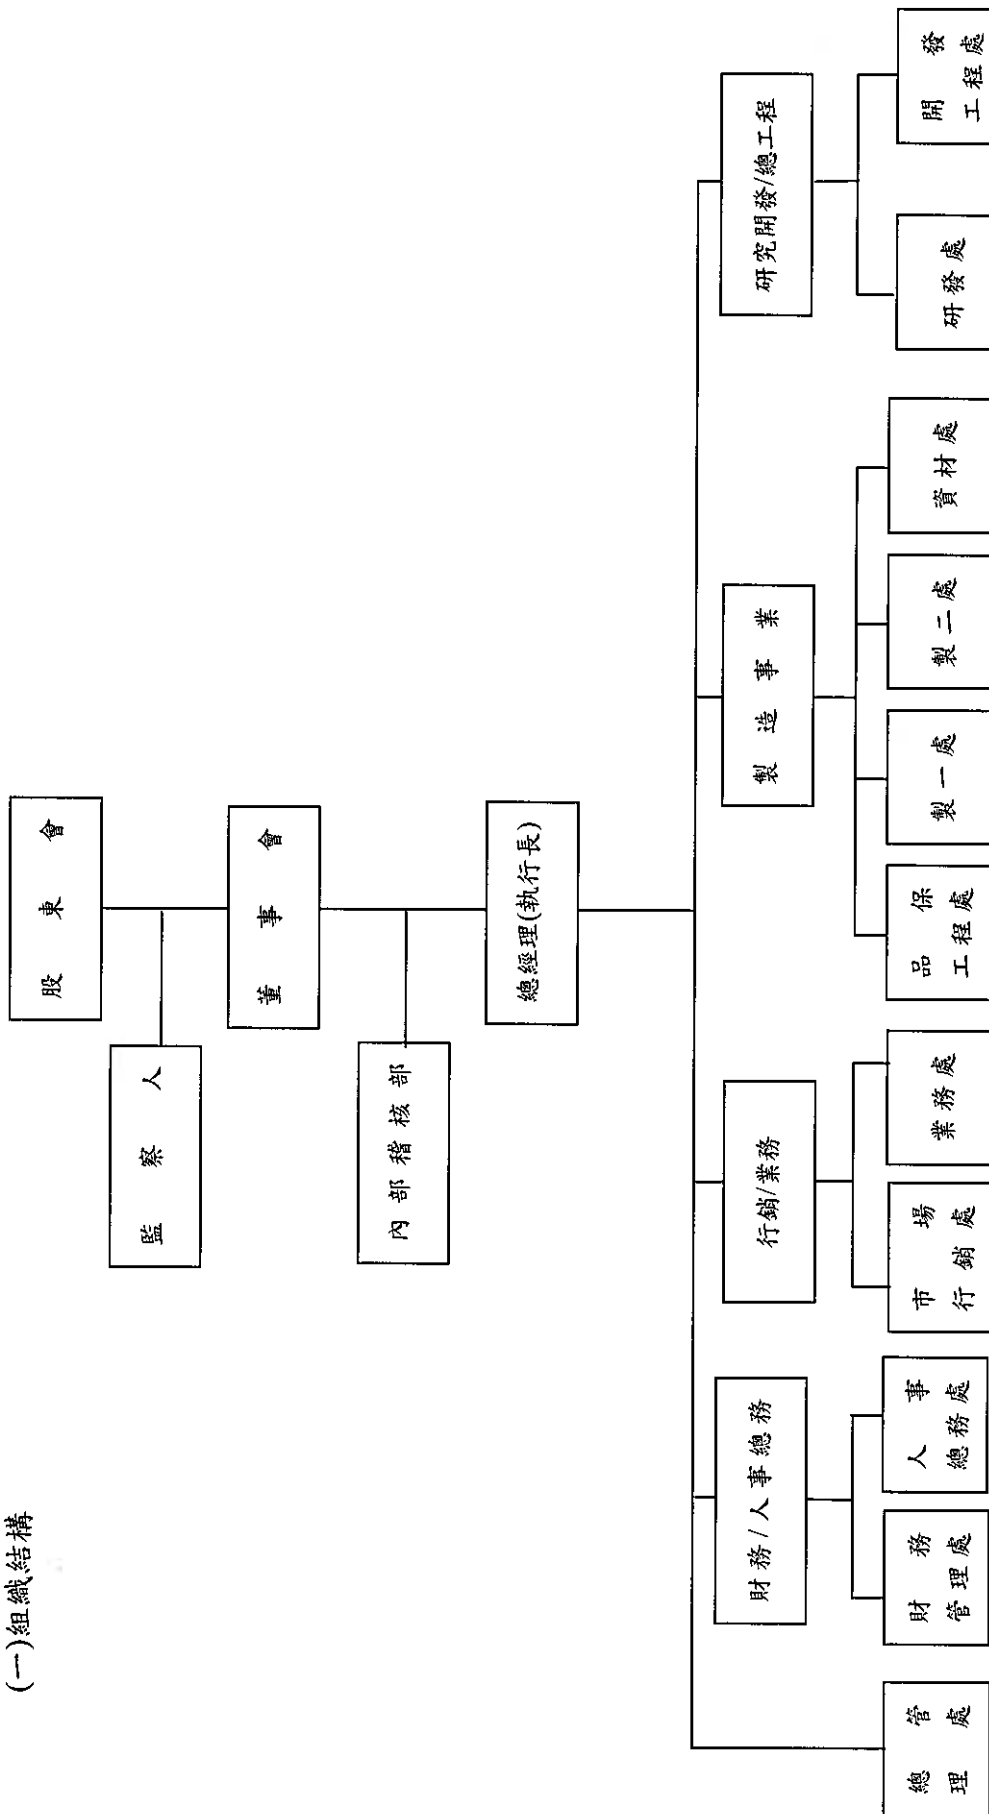 (一)組織結構
股東會
監察人
董事會
內部稽核部
總經理(執行長)
財務/人事總務
行銷/業務
製造事業
研究開發/總工程
總管
理處
財務
管理處
人事
總務處
市場
行銷處
業務處
品保
工程處
製一處
製二處
資材處
研發處
開發
工程處